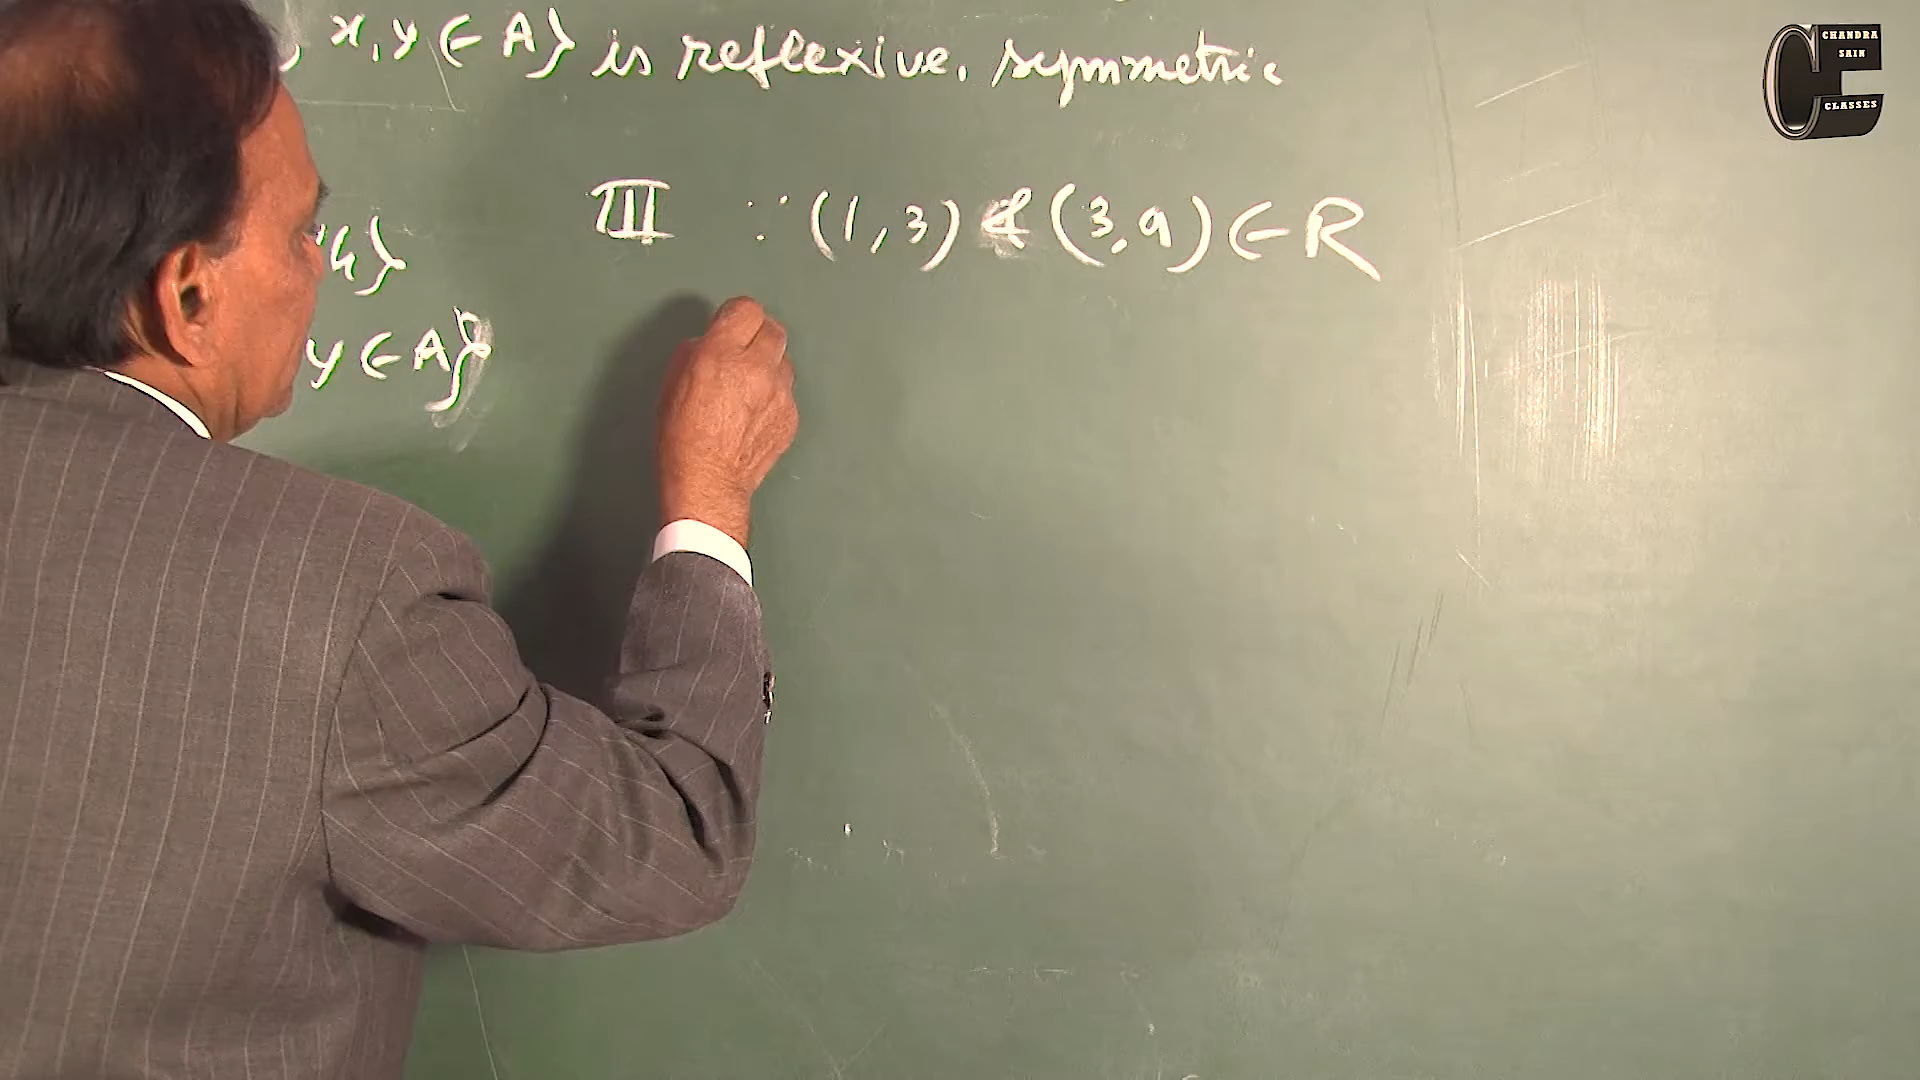 , x, y ∈ A} is reflexive, symmetric
III ∵ (1, 3) & (3, 9) ∈ R
4}
y ∈ A}
CHANDRA
SAIN
CLASSES